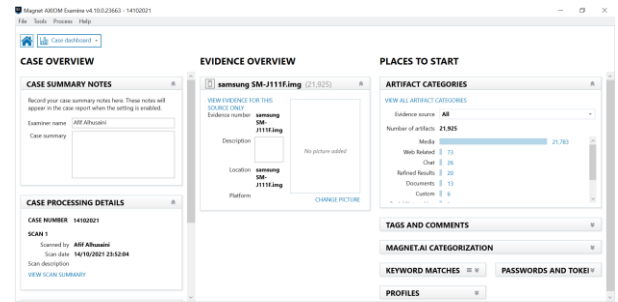 Magnet AXIOM Examine v4.10.0.23663 - 14102021
File Tools Process Help
Case dashboard
CASE OVERVIEW
CASE SUMMARY NOTES
Record your case summary notes here. These notes will
appear in the case report when the setting is enabled.
Examiner name Afif Alhusaini
Case summary
CASE PROCESSING DETAILS
CASE NUMBER 14102021
SCAN 1
Scanned by Afif Alhusaini
Scan date 14/10/2021 23:52:04
Scan description
VIEW SCAN SUMMARY
EVIDENCE OVERVIEW
samsung SM-J111F.img (21,925)
VIEW EVIDENCE FOR THIS
SOURCE ONLY
Evidence number samsung
SM-
J111F.img
Description
No picture added
Location samsung
SM-
J111F.img
Platform
CHANGE PICTURE
PLACES TO START
ARTIFACT CATEGORIES
VIEW ALL ARTIFACT CATEGORIES
Evidence source All
Number of artifacts 21,925
Media 21,783
Web Related 73
Chat 26
Refined Results 20
Documents 13
Custom 6
TAGS AND COMMENTS
MAGNET.AI CATEGORIZATION
KEYWORD MATCHES
PASSWORDS AND TOKE
PROFILES